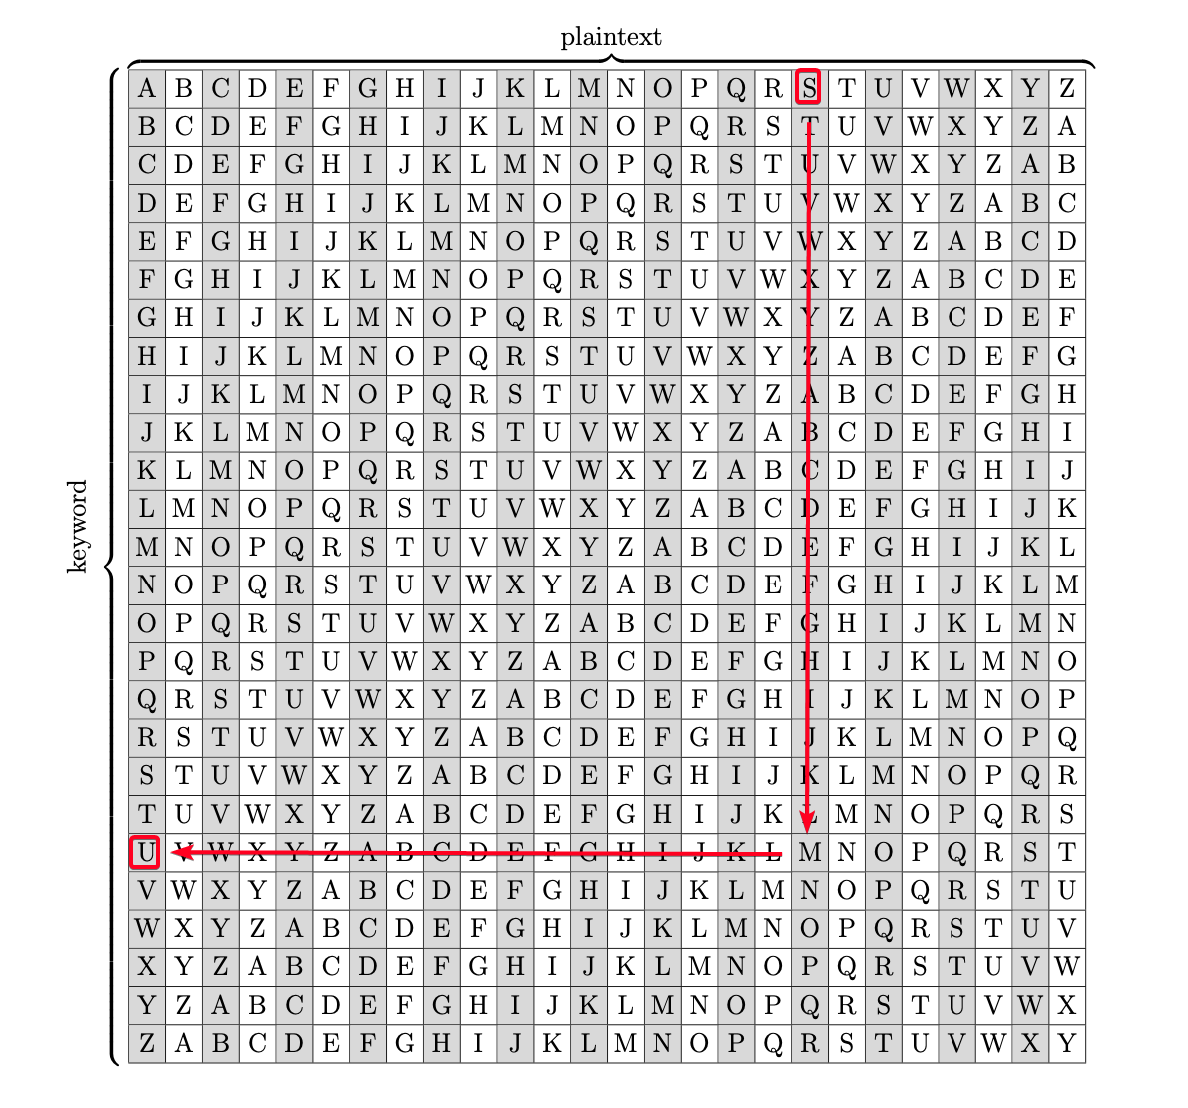 plaintext
keyword
A B C D E F G H I J K L M N O P Q R S T U V W X Y Z
B C D E F G H I J K L M N O P Q R S T U V W X Y Z A
C D E F G H I J K L M N O P Q R S T U V W X Y Z A B
D E F G H I J K L M N O P Q R S T U V W X Y Z A B C
E F G H I J K L M N O P Q R S T U V W X Y Z A B C D
F G H I J K L M N O P Q R S T U V W X Y Z A B C D E
G H I J K L M N O P Q R S T U V W X Y Z A B C D E F
H I J K L M N O P Q R S T U V W X Y Z A B C D E F G
I J K L M N O P Q R S T U V W X Y Z A B C D E F G H
J K L M N O P Q R S T U V W X Y Z A B C D E F G H I
K L M N O P Q R S T U V W X Y Z A B C D E F G H I J
L M N O P Q R S T U V W X Y Z A B C D E F G H I J K
M N O P Q R S T U V W X Y Z A B C D E F G H I J K L
N O P Q R S T U V W X Y Z A B C D E F G H I J K L M
O P Q R S T U V W X Y Z A B C D E F G H I J K L M N
P Q R S T U V W X Y Z A B C D E F G H I J K L M N O
Q R S T U V W X Y Z A B C D E F G H I J K L M N O P
R S T U V W X Y Z A B C D E F G H I J K L M N O P Q
S T U V W X Y Z A B C D E F G H I J K L M N O P Q R
T U V W X Y Z A B C D E F G H I J K L M N O P Q R S
U V W X Y Z A B C D E F G H I J K L M N O P Q R S T
V W X Y Z A B C D E F G H I J K L M N O P Q R S T U
W X Y Z A B C D E F G H I J K L M N O P Q R S T U V
X Y Z A B C D E F G H I J K L M N O P Q R S T U V W
Y Z A B C D E F G H I J K L M N O P Q R S T U V W X
Z A B C D E F G H I J K L M N O P Q R S T U V W X Y